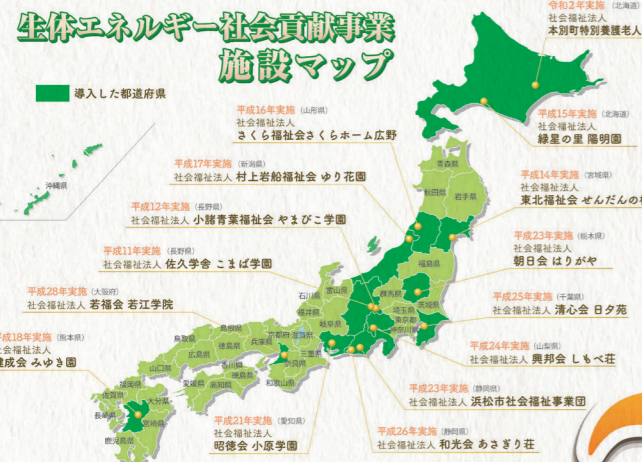 生体エネルギー社会貢献事業
施設マップ
導入した都道府県
沖縄県
令和2年実施 (北海道)
社会福祉法人
本別町特別養護老人
平成16年実施 (山形県)
社会福祉法人
さくら福祉会さくらホーム広野
平成15年実施 (北海道)
社会福祉法人
緑星の里 陽明園
平成17年実施 (新潟県)
社会福祉法人 村上岩船福祉会 ゆり花園
平成14年実施 (宮城県)
社会福祉法人
東北福祉会 せんだんの
平成12年実施 (長野県)
社会福祉法人 小諸青葉福祉会 やまびこ学園
平成23年実施 (栃木県)
社会福祉法人
朝日会 はりがや
平成11年実施 (長野県)
社会福祉法人 佐久学舎 こまば学園
平成25年実施 (千葉県)
社会福祉法人 清心会 日夕苑
平成28年実施 (大阪府)
社会福祉法人 若福会 若江学院
平成24年実施 (山梨県)
社会福祉法人 興邦会 しもべ荘
平成18年実施 (熊本県)
社会福祉法人
健成会 みゆき園
平成23年実施 (静岡県)
社会福祉法人 浜松市社会福祉事業団
平成21年実施 (愛知県)
社会福祉法人
昭徳会 小原学園
平成26年実施 (静岡県)
社会福祉法人 和光会 あさぎり荘
青森県
秋田県
岩手県
福島県
群馬県
茨城県
埼玉県
東京都
神奈川県
石川県
富山県
福井県
岐阜県
滋賀県
京都府
三重県
奈良県
和歌山県
兵庫県
鳥取県
島根県
広島県
山口県
香川県
徳島県
愛媛県
高知県
福岡県
佐賀県
長崎県
大分県
宮崎県
鹿児島県